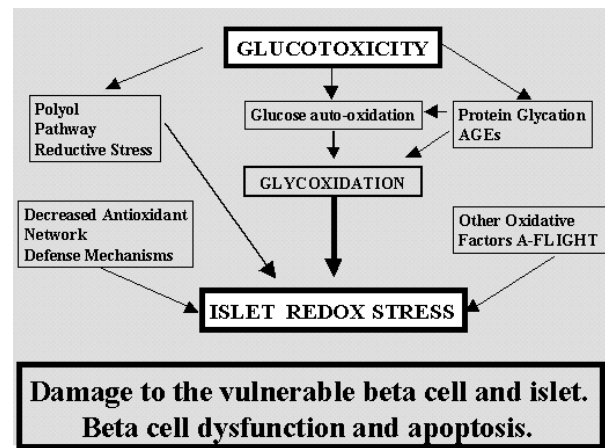 GLUCOTOXICITY
Polyol
Pathway
Reductive Stress
Glucose auto-oxidation
Protein Glycation
AGEs
GLYCOXIDATION
Decreased Antioxidant
Network
Defense Mechanisms
Other Oxidative
Factors A-FLIGHT
ISLET REDOX STRESS
Damage to the vulnerable beta cell and islet.
Beta cell dysfunction and apoptosis.